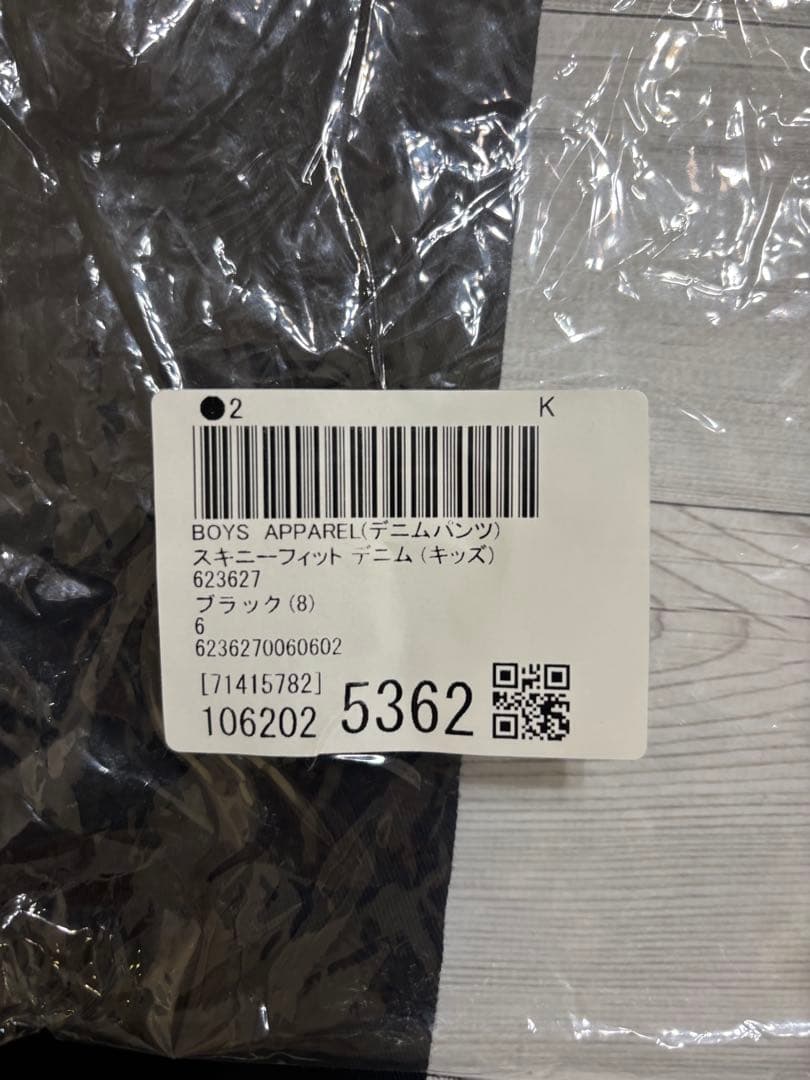 ●2 K
BOYS APPAREL(デニムパンツ)
スキニーフィット デニム (キッズ)
623627
ブラック(8)
6
6236270060602
[71415782]
106202 5362